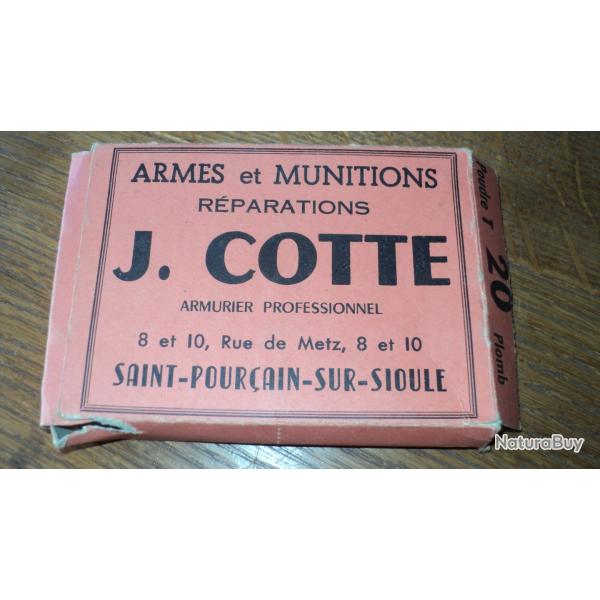 ARMES et MUNITIONS
RÉPARATIONS
J. COTTE
ARMURIER PROFESSIONNEL
8 et 10, Rue de Metz, 8 et 10
SAINT-POURÇAIN-SUR-SIOULE
Poudre T
20
Plomb
NaturaBuy